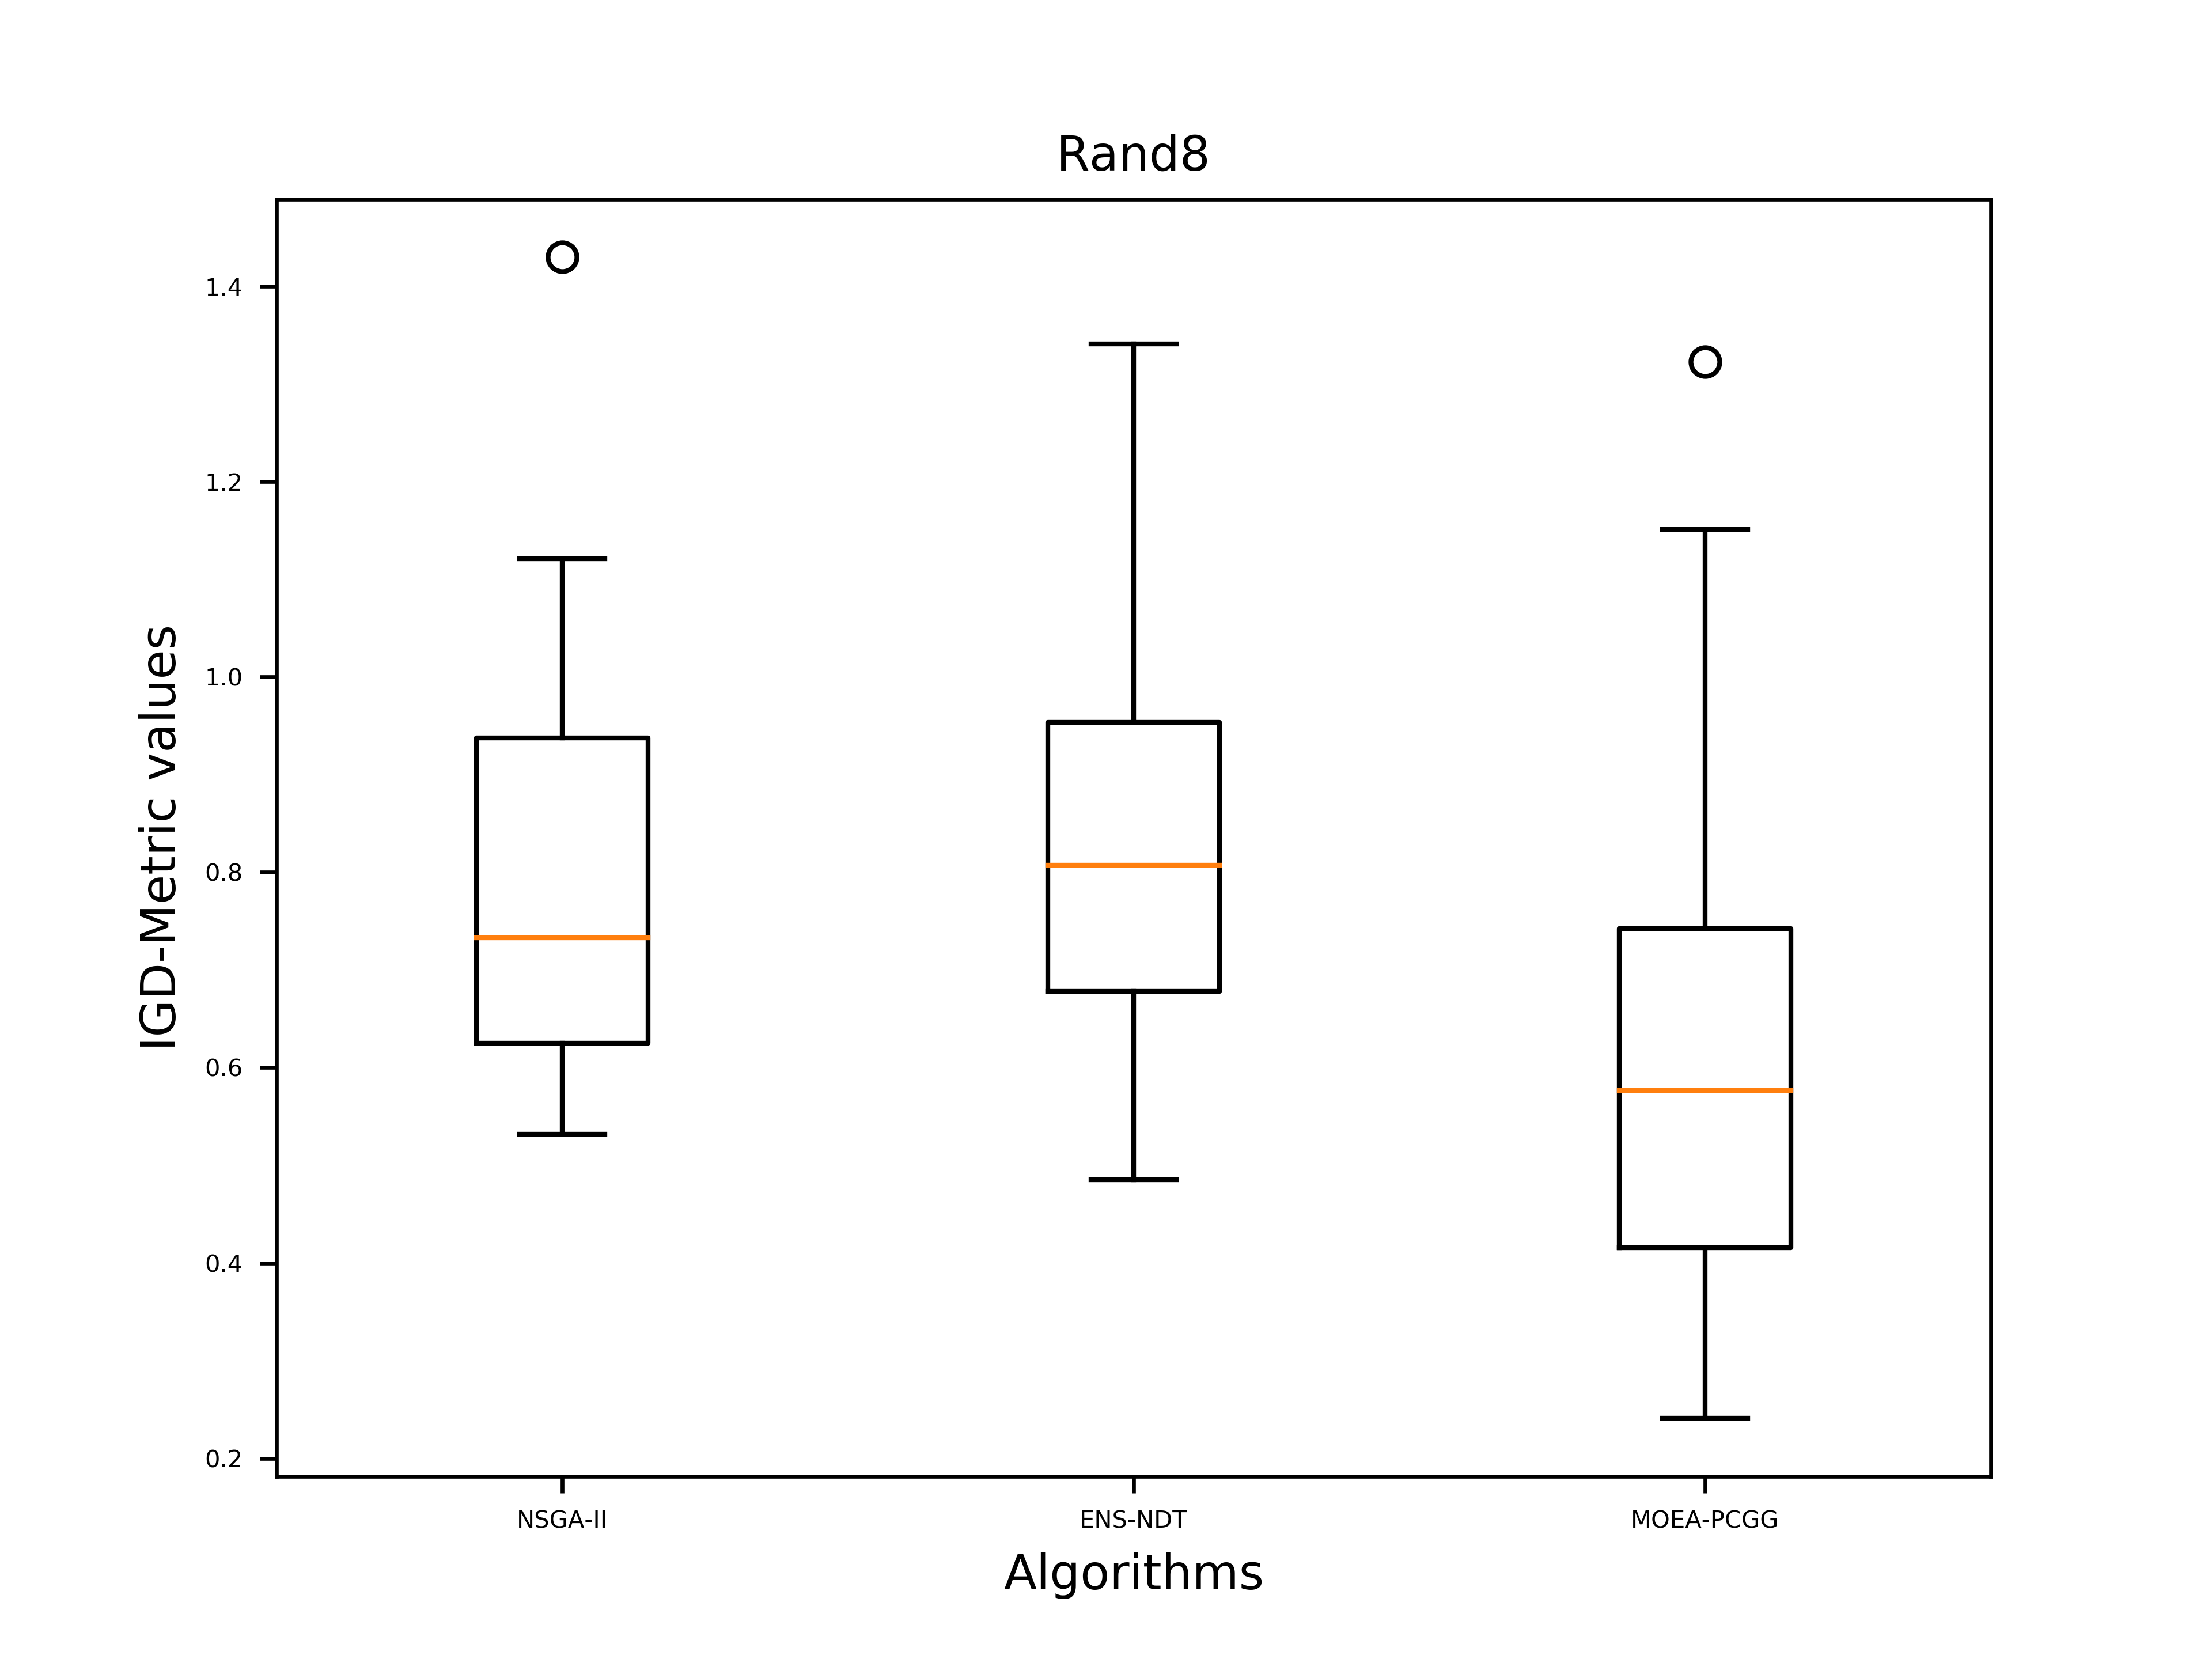 Rand8
IGD-Metric values
1.4
1.2
1.0
0.8
0.6
0.4
0.2
NSGA-II ENS-NDT MOEA-PCGG
Algorithms